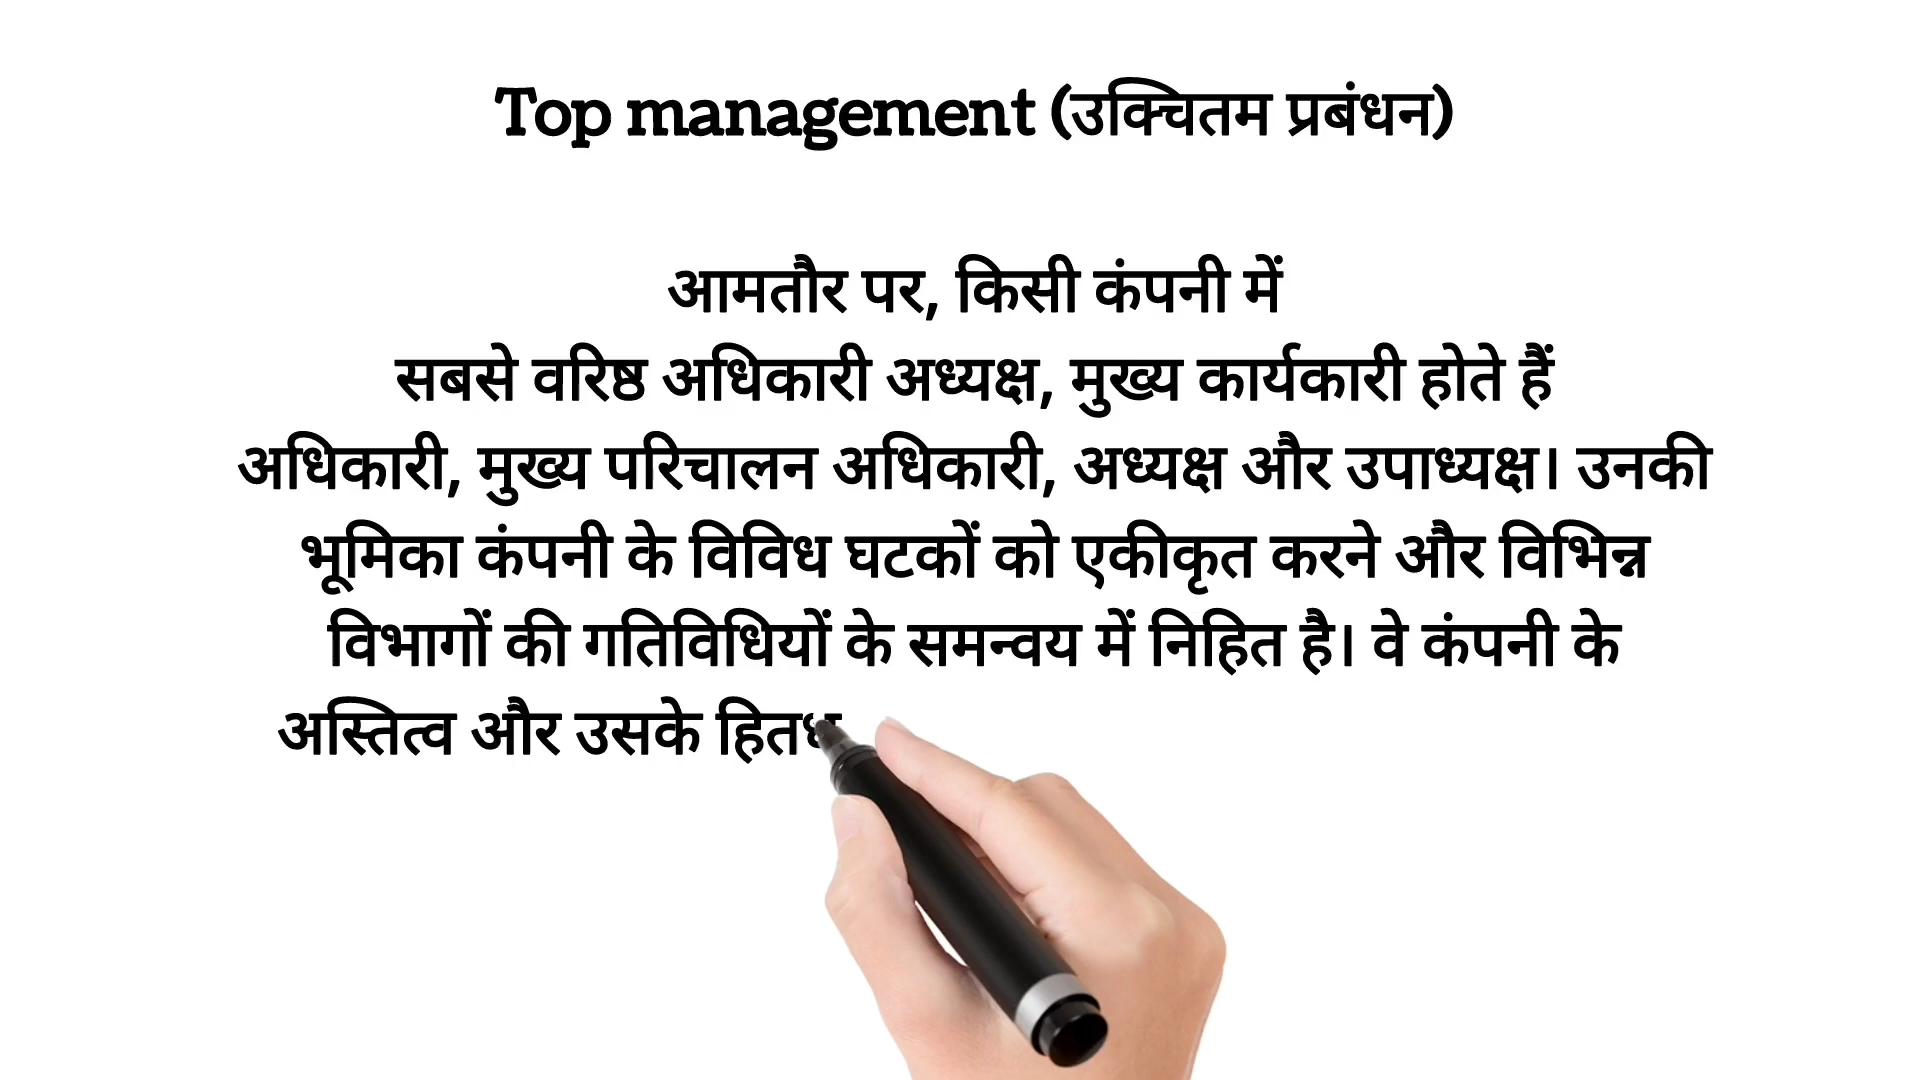 Top management (उक्चितम प्रबंधन)
आमतौर पर, किसी कंपनी में
सबसे वरिष्ठ अधिकारी अध्यक्ष, मुख्य कार्यकारी होते हैं
अधिकारी, मुख्य परिचालन अधिकारी, अध्यक्ष और उपाध्यक्ष। उनकी
भूमिका कंपनी के विविध घटकों को एकीकृत करने और विभिन्न
विभागों की गतिविधियों के समन्वय में निहित है। वे कंपनी के
अस्तित्व और उसके